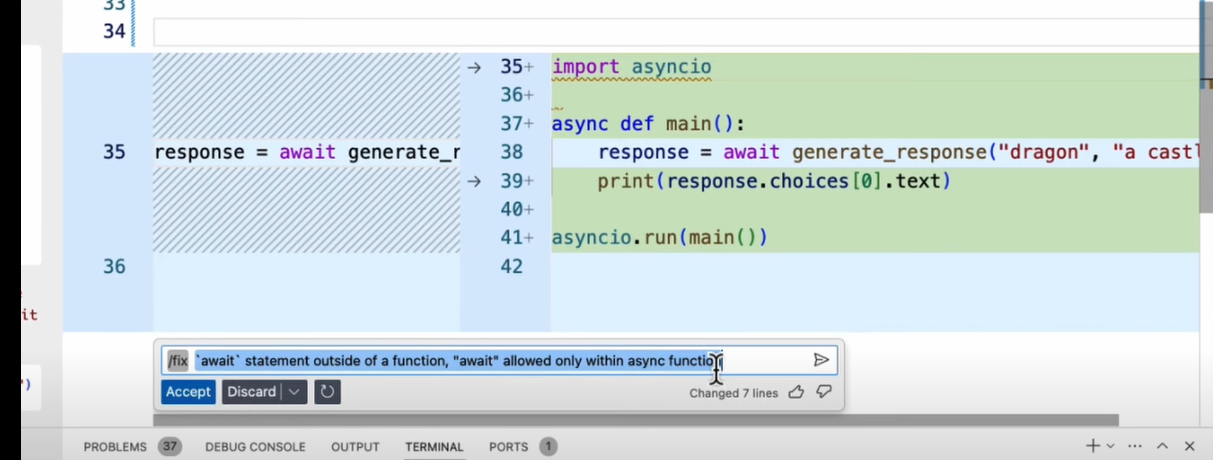 33
34
→ 35+ import asyncio
36+
37+ async def main():
35 response = await generate_r 38 response = await generate_response("dragon", "a castl
→ 39+ print(response.choices[0].text)
40+
41+ asyncio.run(main())
36 42
it
")
/fix `await` statement outside of a function, "await" allowed only within async function
Accept Discard Changed 7 lines
PROBLEMS 37 DEBUG CONSOLE OUTPUT TERMINAL PORTS 1